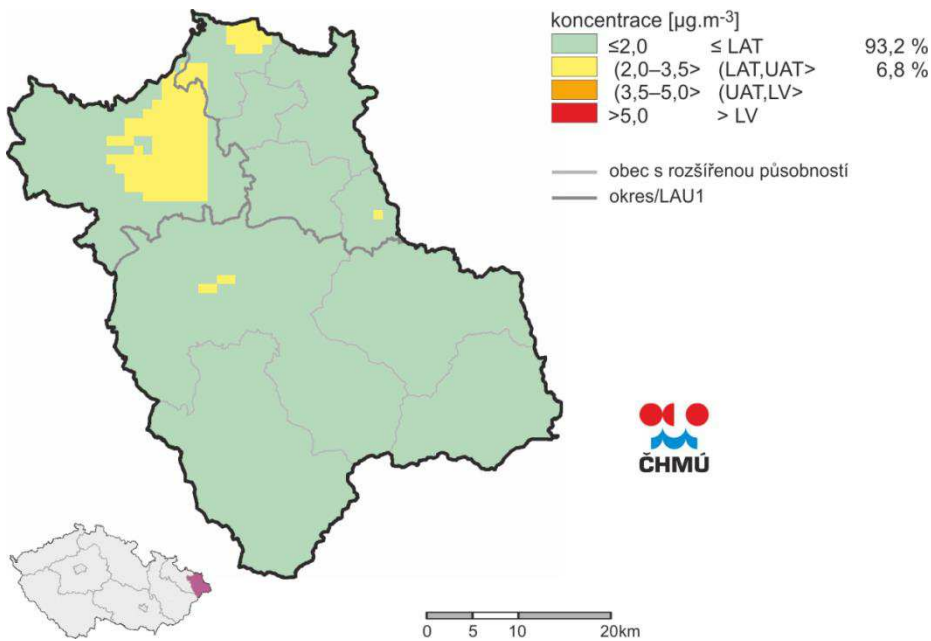 koncentrace [µg.m⁻³]
≤2,0 ≤ LAT 93,2 %
(2,0–3,5> (LAT,UAT> 6,8 %
(3,5–5,0> (UAT,LV>
>5,0 > LV
obec s rozšířenou působností
okres/LAU1
ČHMÚ
0 5 10 20km